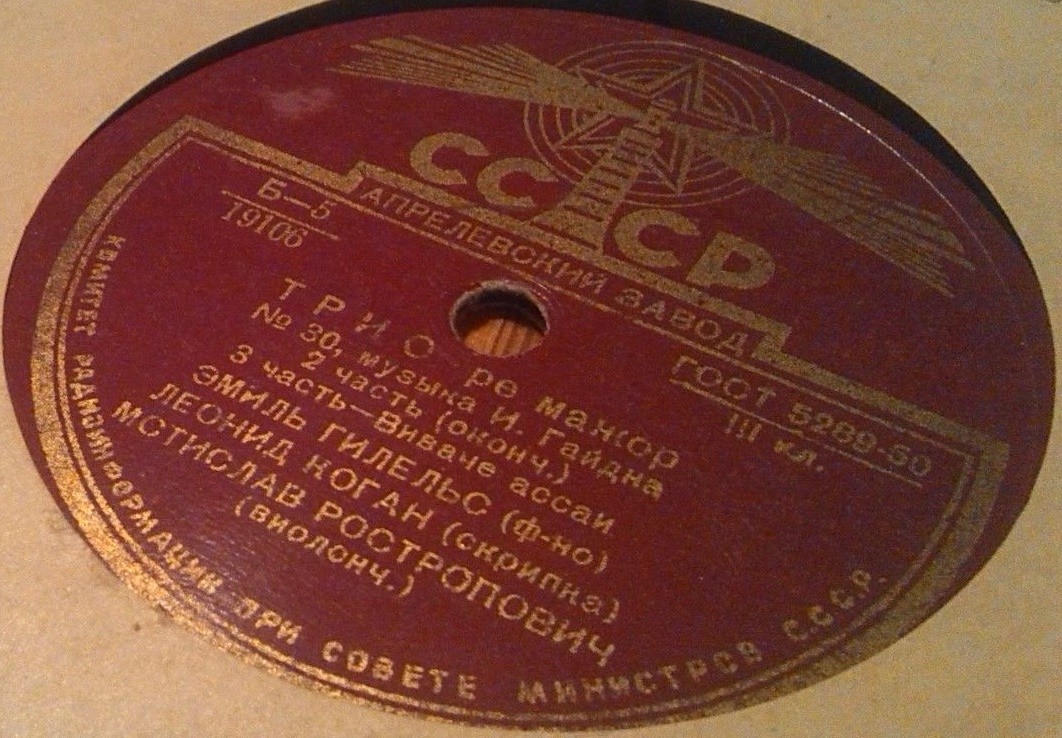 СССР
АПРЕЛЕВСКИЙ ЗАВОД
Б—5
19106
ГОСТ 5289-50
III кл.
ТРИО ре мажор
№ 30, музыка И. Гайдна
2 часть (оконч.)
3 часть—Виваче ассаи
ЭМИЛЬ ГИЛЕЛЬС (ф-но)
ЛЕОНИД КОГАН (скрипка)
МСТИСЛАВ РОСТРОПОВИЧ
(виолонч.)
КОМИТЕТ РАДИОИНФОРМАЦИИ ПРИ СОВЕТЕ МИНИСТРОВ С.С.С.Р.